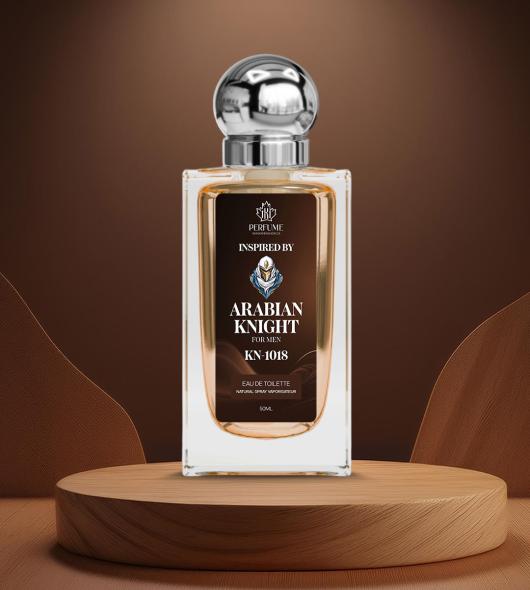 PERFUME
INSPIRED BY
ARABIAN
KNIGHT
FOR MEN
KN-1018
EAU DE TOILETTE
NATURAL SPRAY VAPORISATEUR
50ML